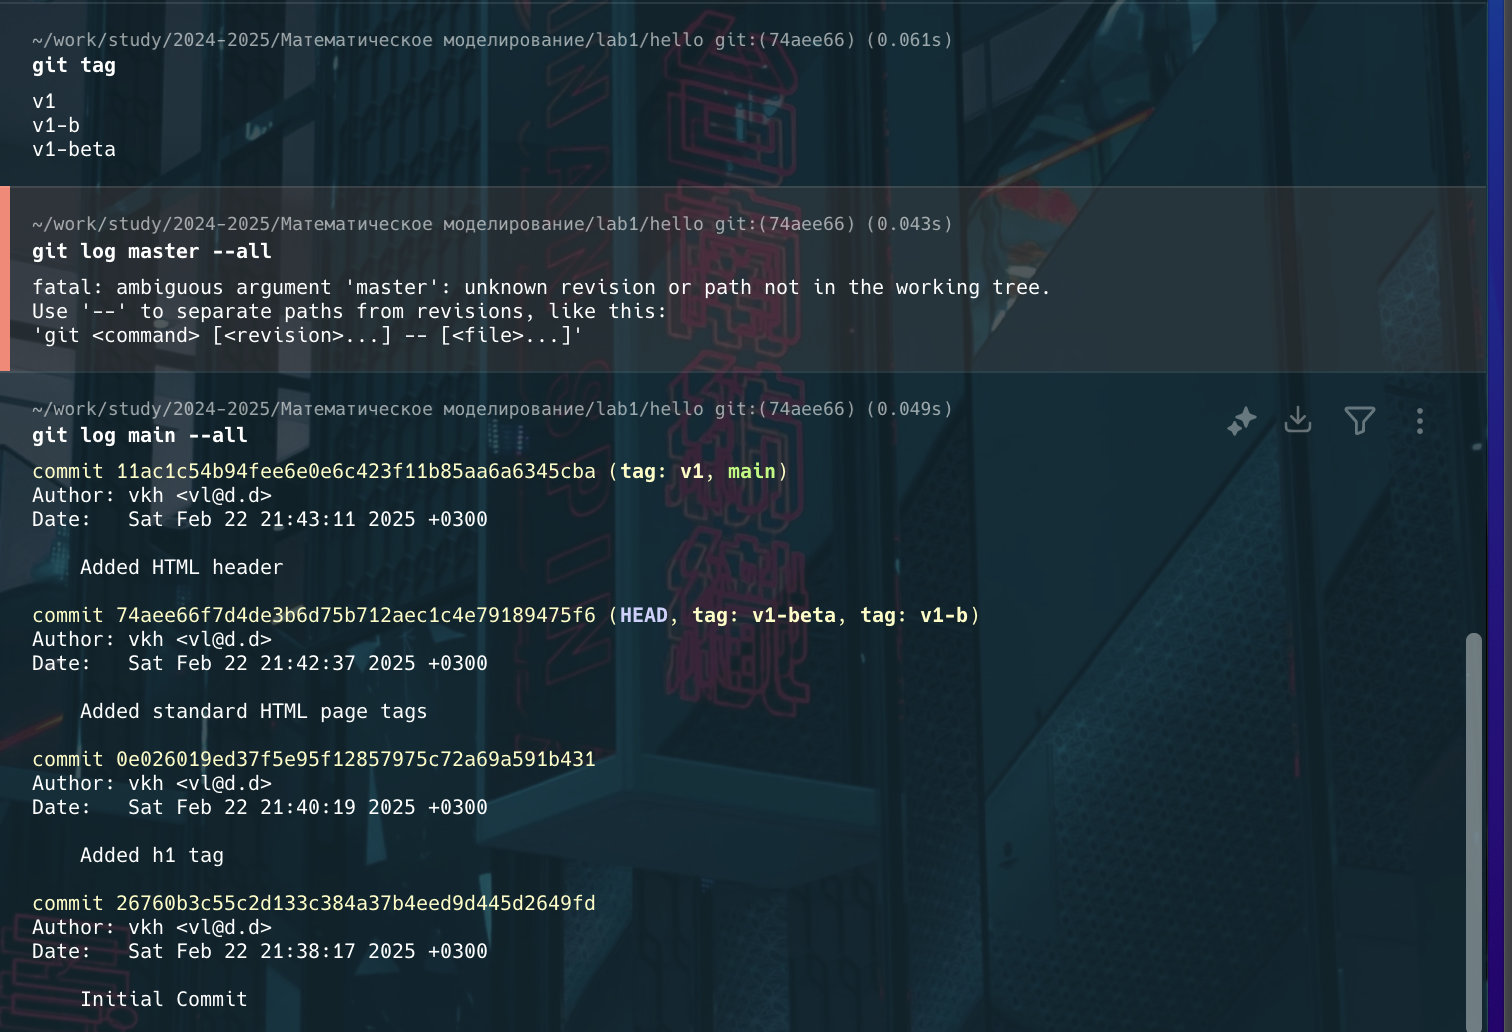 ~/work/study/2024-2025/Математическое моделирование/lab1/hello git:(74aee66) (0.061s)
git tag
v1
v1-b
v1-beta
~/work/study/2024-2025/Математическое моделирование/lab1/hello git:(74aee66) (0.043s)
git log master --all
fatal: ambiguous argument 'master': unknown revision or path not in the working tree.
Use '--' to separate paths from revisions, like this:
'git <command> [<revision>...] -- [<file>...]'
~/work/study/2024-2025/Математическое моделирование/lab1/hello git:(74aee66) (0.049s)
git log main --all
commit 11ac1c54b94fee6e0e6c423f11b85aa6a6345cba (tag: v1, main)
Author: vkh <vl@d.d>
Date:   Sat Feb 22 21:43:11 2025 +0300
    Added HTML header
commit 74aee66f7d4de3b6d75b712aec1c4e79189475f6 (HEAD, tag: v1-beta, tag: v1-b)
Author: vkh <vl@d.d>
Date:   Sat Feb 22 21:42:37 2025 +0300
    Added standard HTML page tags
commit 0e026019ed37f5e95f12857975c72a69a591b431
Author: vkh <vl@d.d>
Date:   Sat Feb 22 21:40:19 2025 +0300
    Added h1 tag
commit 26760b3c55c2d133c384a37b4eed9d445d2649fd
Author: vkh <vl@d.d>
Date:   Sat Feb 22 21:38:17 2025 +0300
    Initial Commit